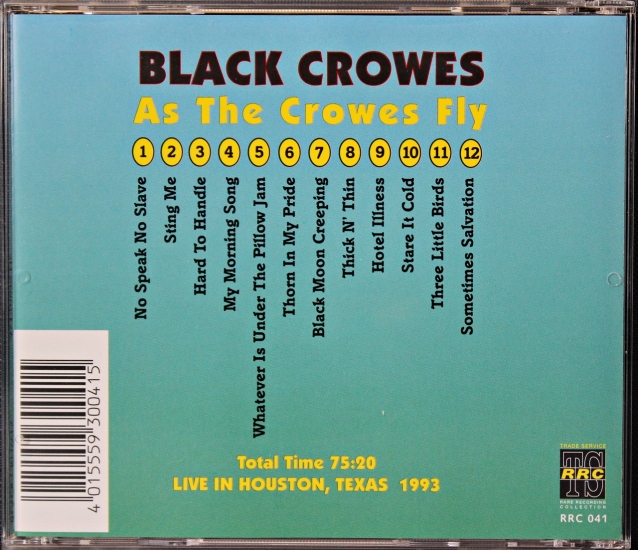 BLACK CROWES
As The Crowes Fly
1 2 3 4 5 6 7 8 9 10 11 12
No Speak No Slave
Sting Me
Hard To Handle
My Morning Song
Whatever Is Under The Pillow Jam
Thorn In My Pride
Black Moon Creeping
Thick N' Thin
Hotel Illness
Stare It Cold
Three Little Birds
Sometimes Salvation
4 015559 300415
Total Time 75:20
LIVE IN HOUSTON, TEXAS 1993
TRADE SERVICE
TS
RRC
RARE RECORDING
COLLECTION
RRC 041